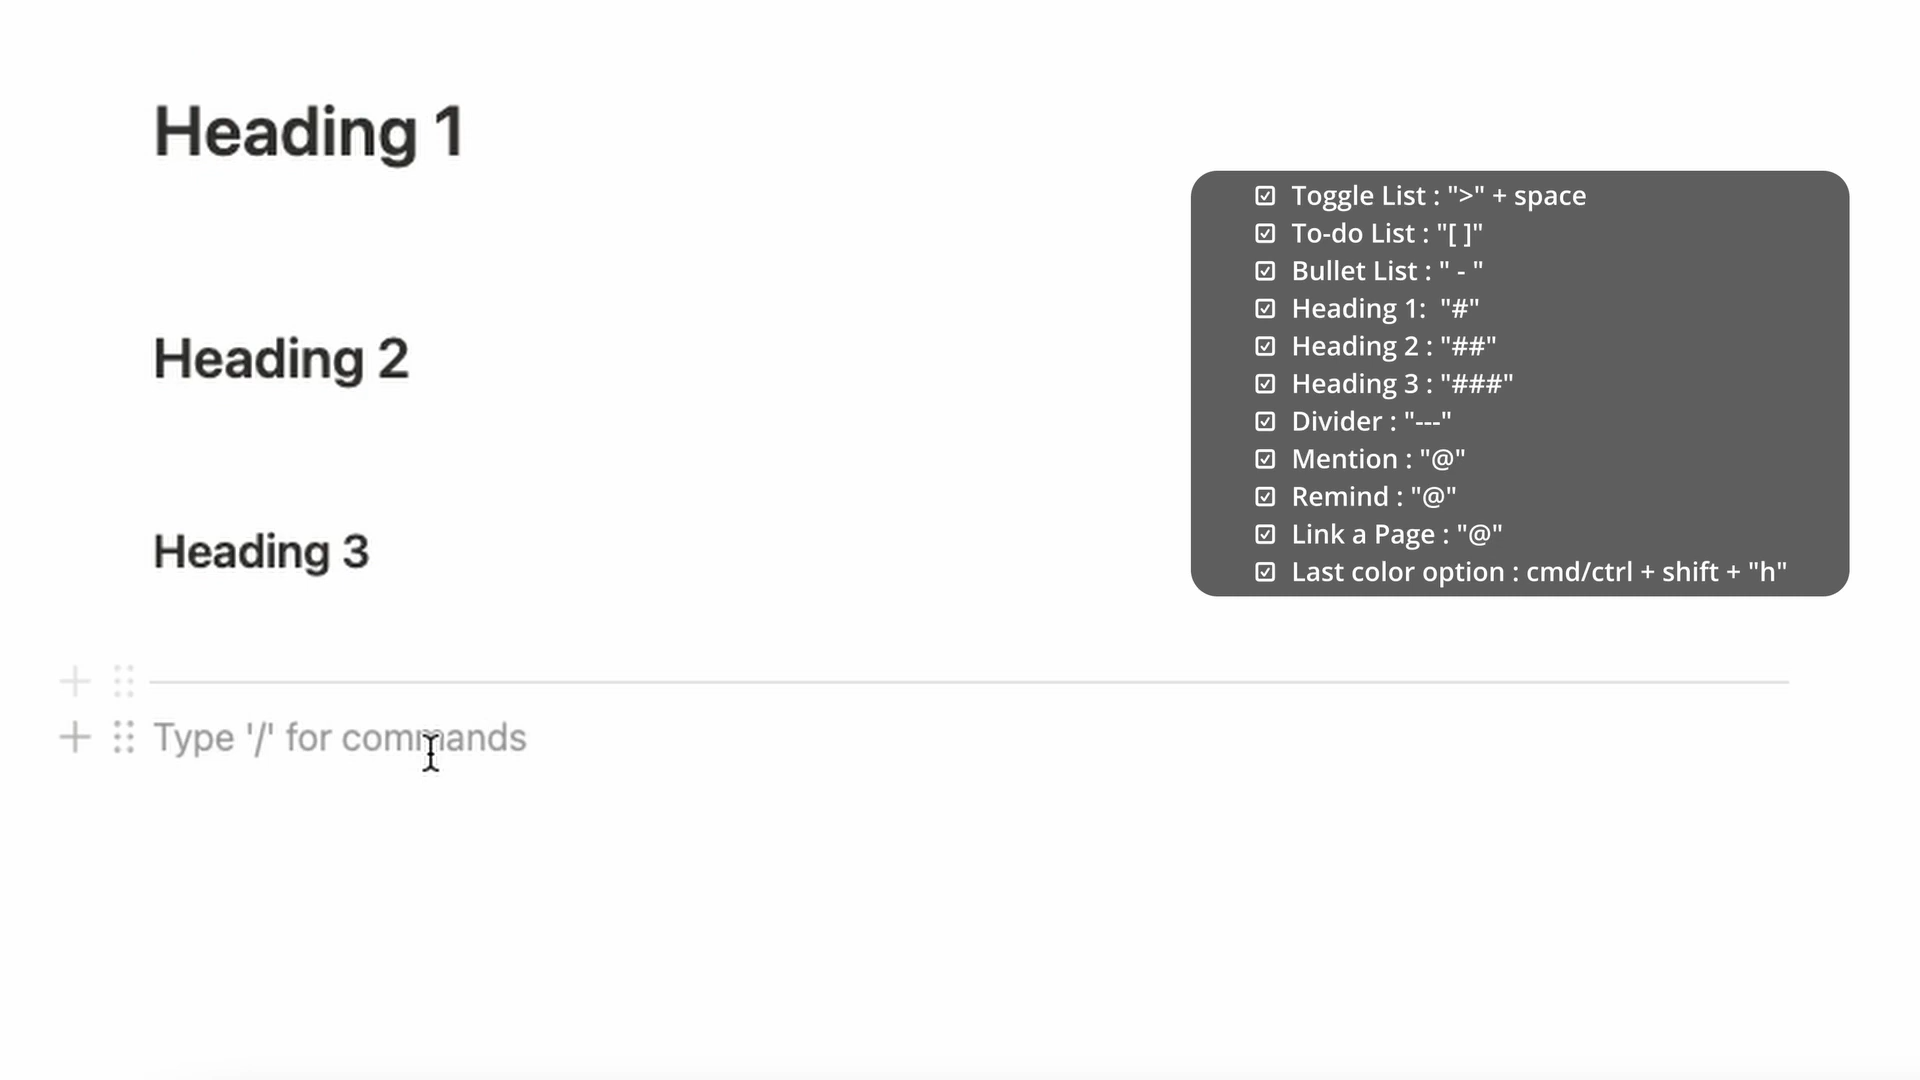 Heading 1
Heading 2
Heading 3
Type '/' for commands
Toggle List : ">" + space
To-do List : "[ ]"
Bullet List : " - "
Heading 1:  "#"
Heading 2 : "##"
Heading 3 : "###"
Divider : "---"
Mention : "@"
Remind : "@"
Link a Page : "@"
Last color option : cmd/ctrl + shift + "h"